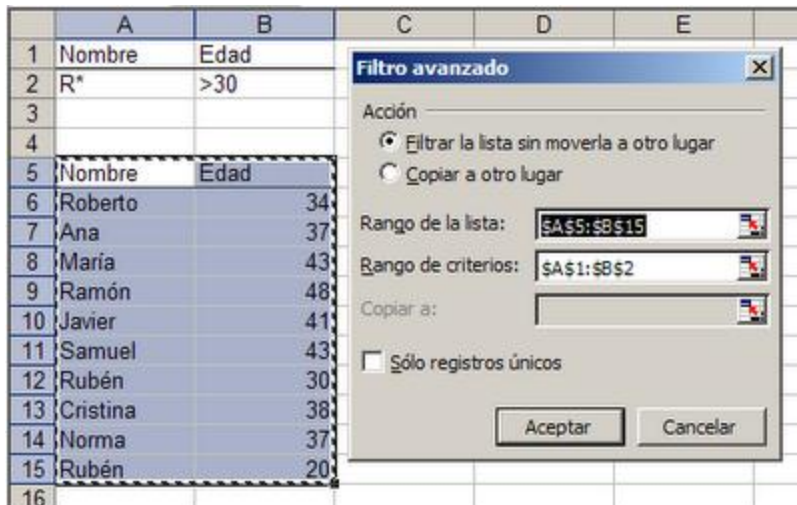 A B C D E
1 Nombre Edad
2 R* >30
3
4
5 Nombre Edad
6 Roberto 34
7 Ana 37
8 María 43
9 Ramón 48
10 Javier 41
11 Samuel 43
12 Rubén 30
13 Cristina 38
14 Norma 37
15 Rubén 20
16
Filtro avanzado
Acción
Filtrar la lista sin moverla a otro lugar
Copiar a otro lugar
Rango de la lista: $A$5:$B$15
Rango de criterios: $A$1:$B$2
Copiar a:
Sólo registros únicos
Aceptar Cancelar